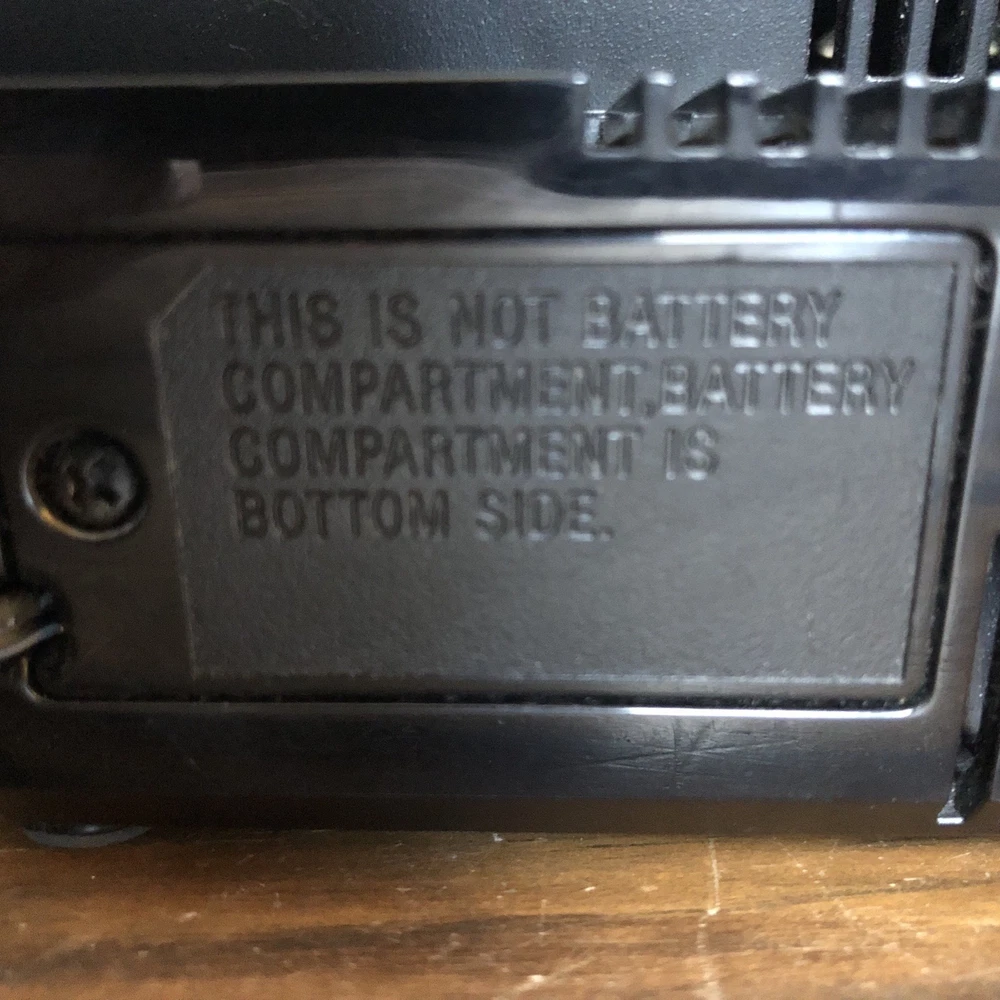 THIS IS NOT BATTERY
COMPARTMENT,BATTERY
COMPARTMENT IS
BOTTOM SIDE.